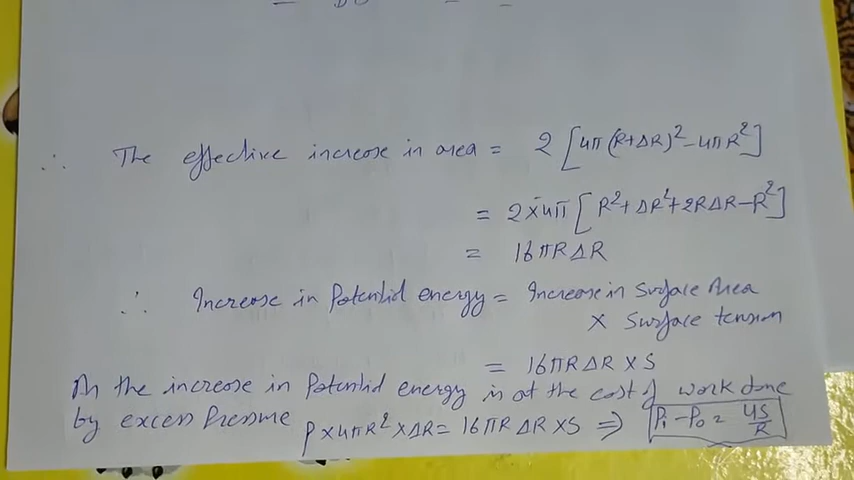 ∴ The effective increase in area = 2 [4π(R+ΔR)² - 4πR²]
= 2×4π [R² + ΔR² + 2RΔR - R²]
= 16πRΔR
∴ Increase in Potential energy = Increase in Surface Area
× Surface tension
= 16πRΔR × S
As the increase in Potential energy is at the cost of work done
by excess Pressure P×4πR²×ΔR = 16πRΔR×S ⇒ Pi - Po = 4S/R